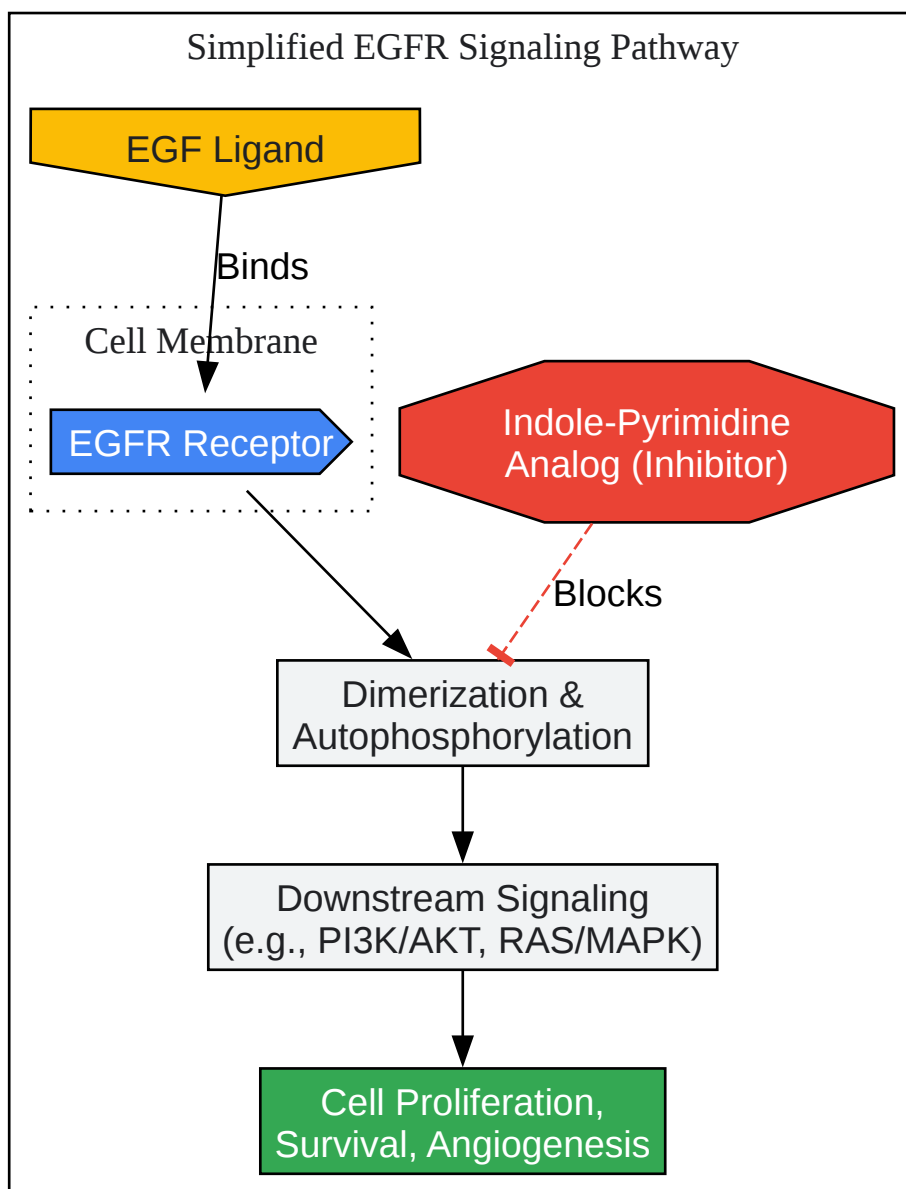 Simplified EGFR Signaling Pathway
EGF Ligand
Binds
Cell Membrane
EGFR Receptor
Indole-Pyrimidine
Analog (Inhibitor)
Blocks
Dimerization &
Autophosphorylation
Downstream Signaling
(e.g., PI3K/AKT, RAS/MAPK)
Cell Proliferation,
Survival, Angiogenesis